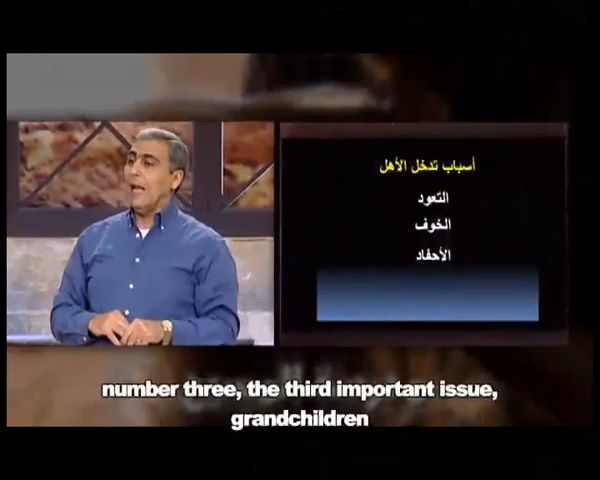 أسباب تدخل الأهل
التعود
الخوف
الأحفاد
number three, the third important issue,
grandchildren